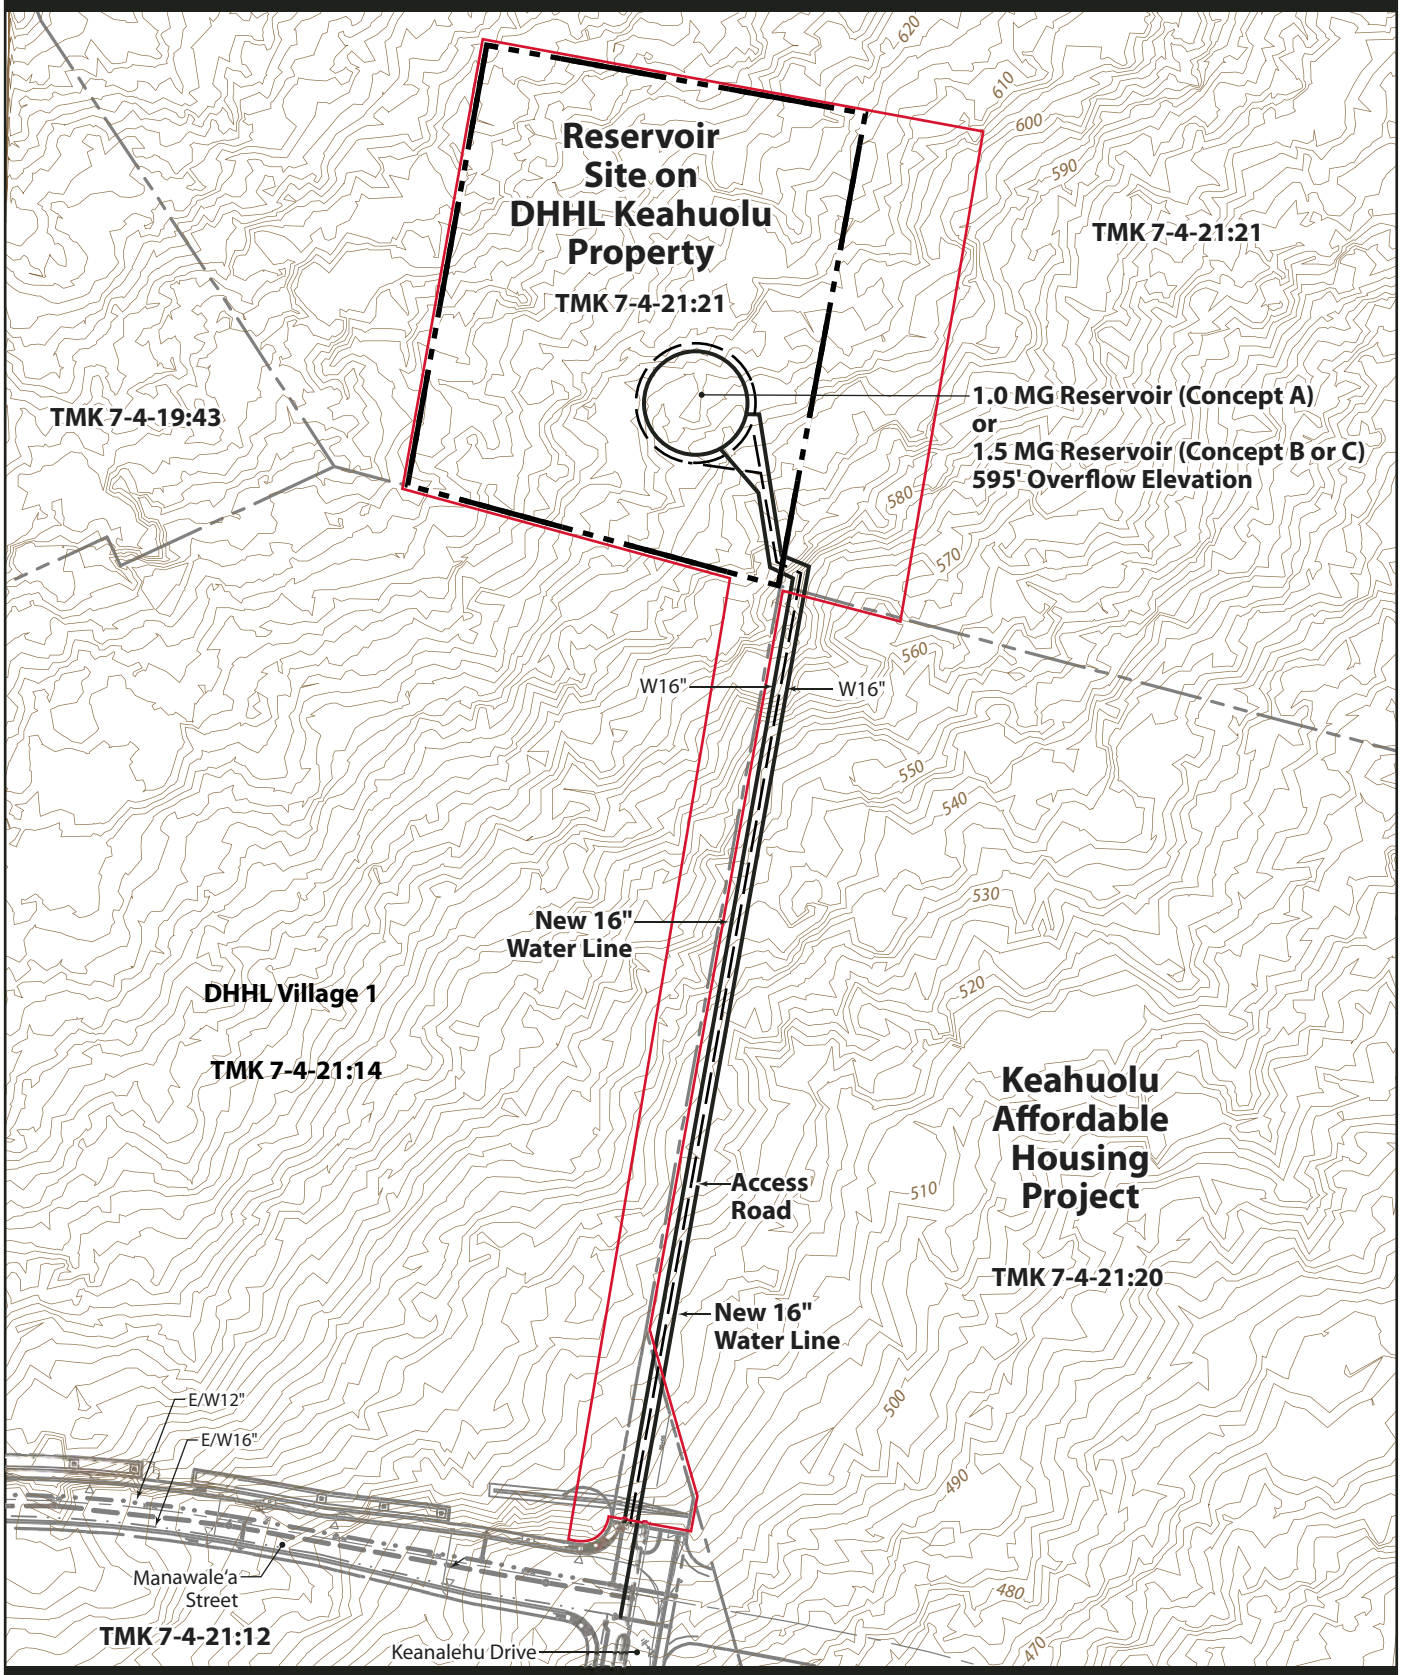 620
610
600
590
Reservoir
Site on
DHHL Keahuolu
Property
TMK 7-4-21:21
TMK 7-4-21:21
TMK 7-4-19:43
1.0 MG Reservoir (Concept A)
or
1.5 MG Reservoir (Concept B or C)
595' Overflow Elevation
580
570
560
W16"
W16"
550
540
530
New 16"
Water Line
520
DHHL Village 1
TMK 7-4-21:14
Keahuolu
Affordable
Housing
Project
510
Access
Road
TMK 7-4-21:20
New 16"
Water Line
500
E/W12"
E/W16"
490
Manawale‘a
Street
480
TMK 7-4-21:12
Keanalehu Drive
470